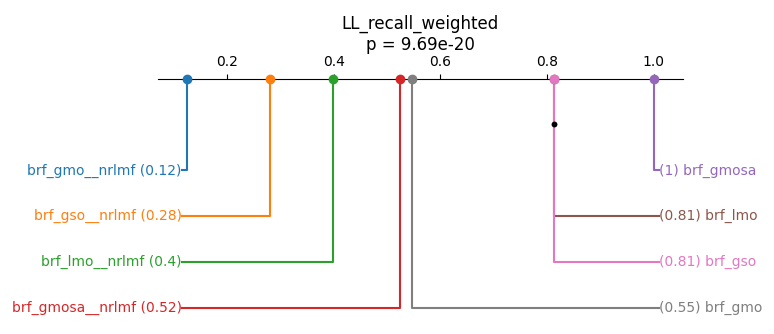 LL_recall_weighted
p = 9.69e-20
0.2 0.4 0.6 0.8 1.0
brf_gmo__nrlmf (0.12) (1) brf_gmosa
brf_gso__nrlmf (0.28) (0.81) brf_lmo
brf_lmo__nrlmf (0.4) (0.81) brf_gso
brf_gmosa__nrlmf (0.52) (0.55) brf_gmo